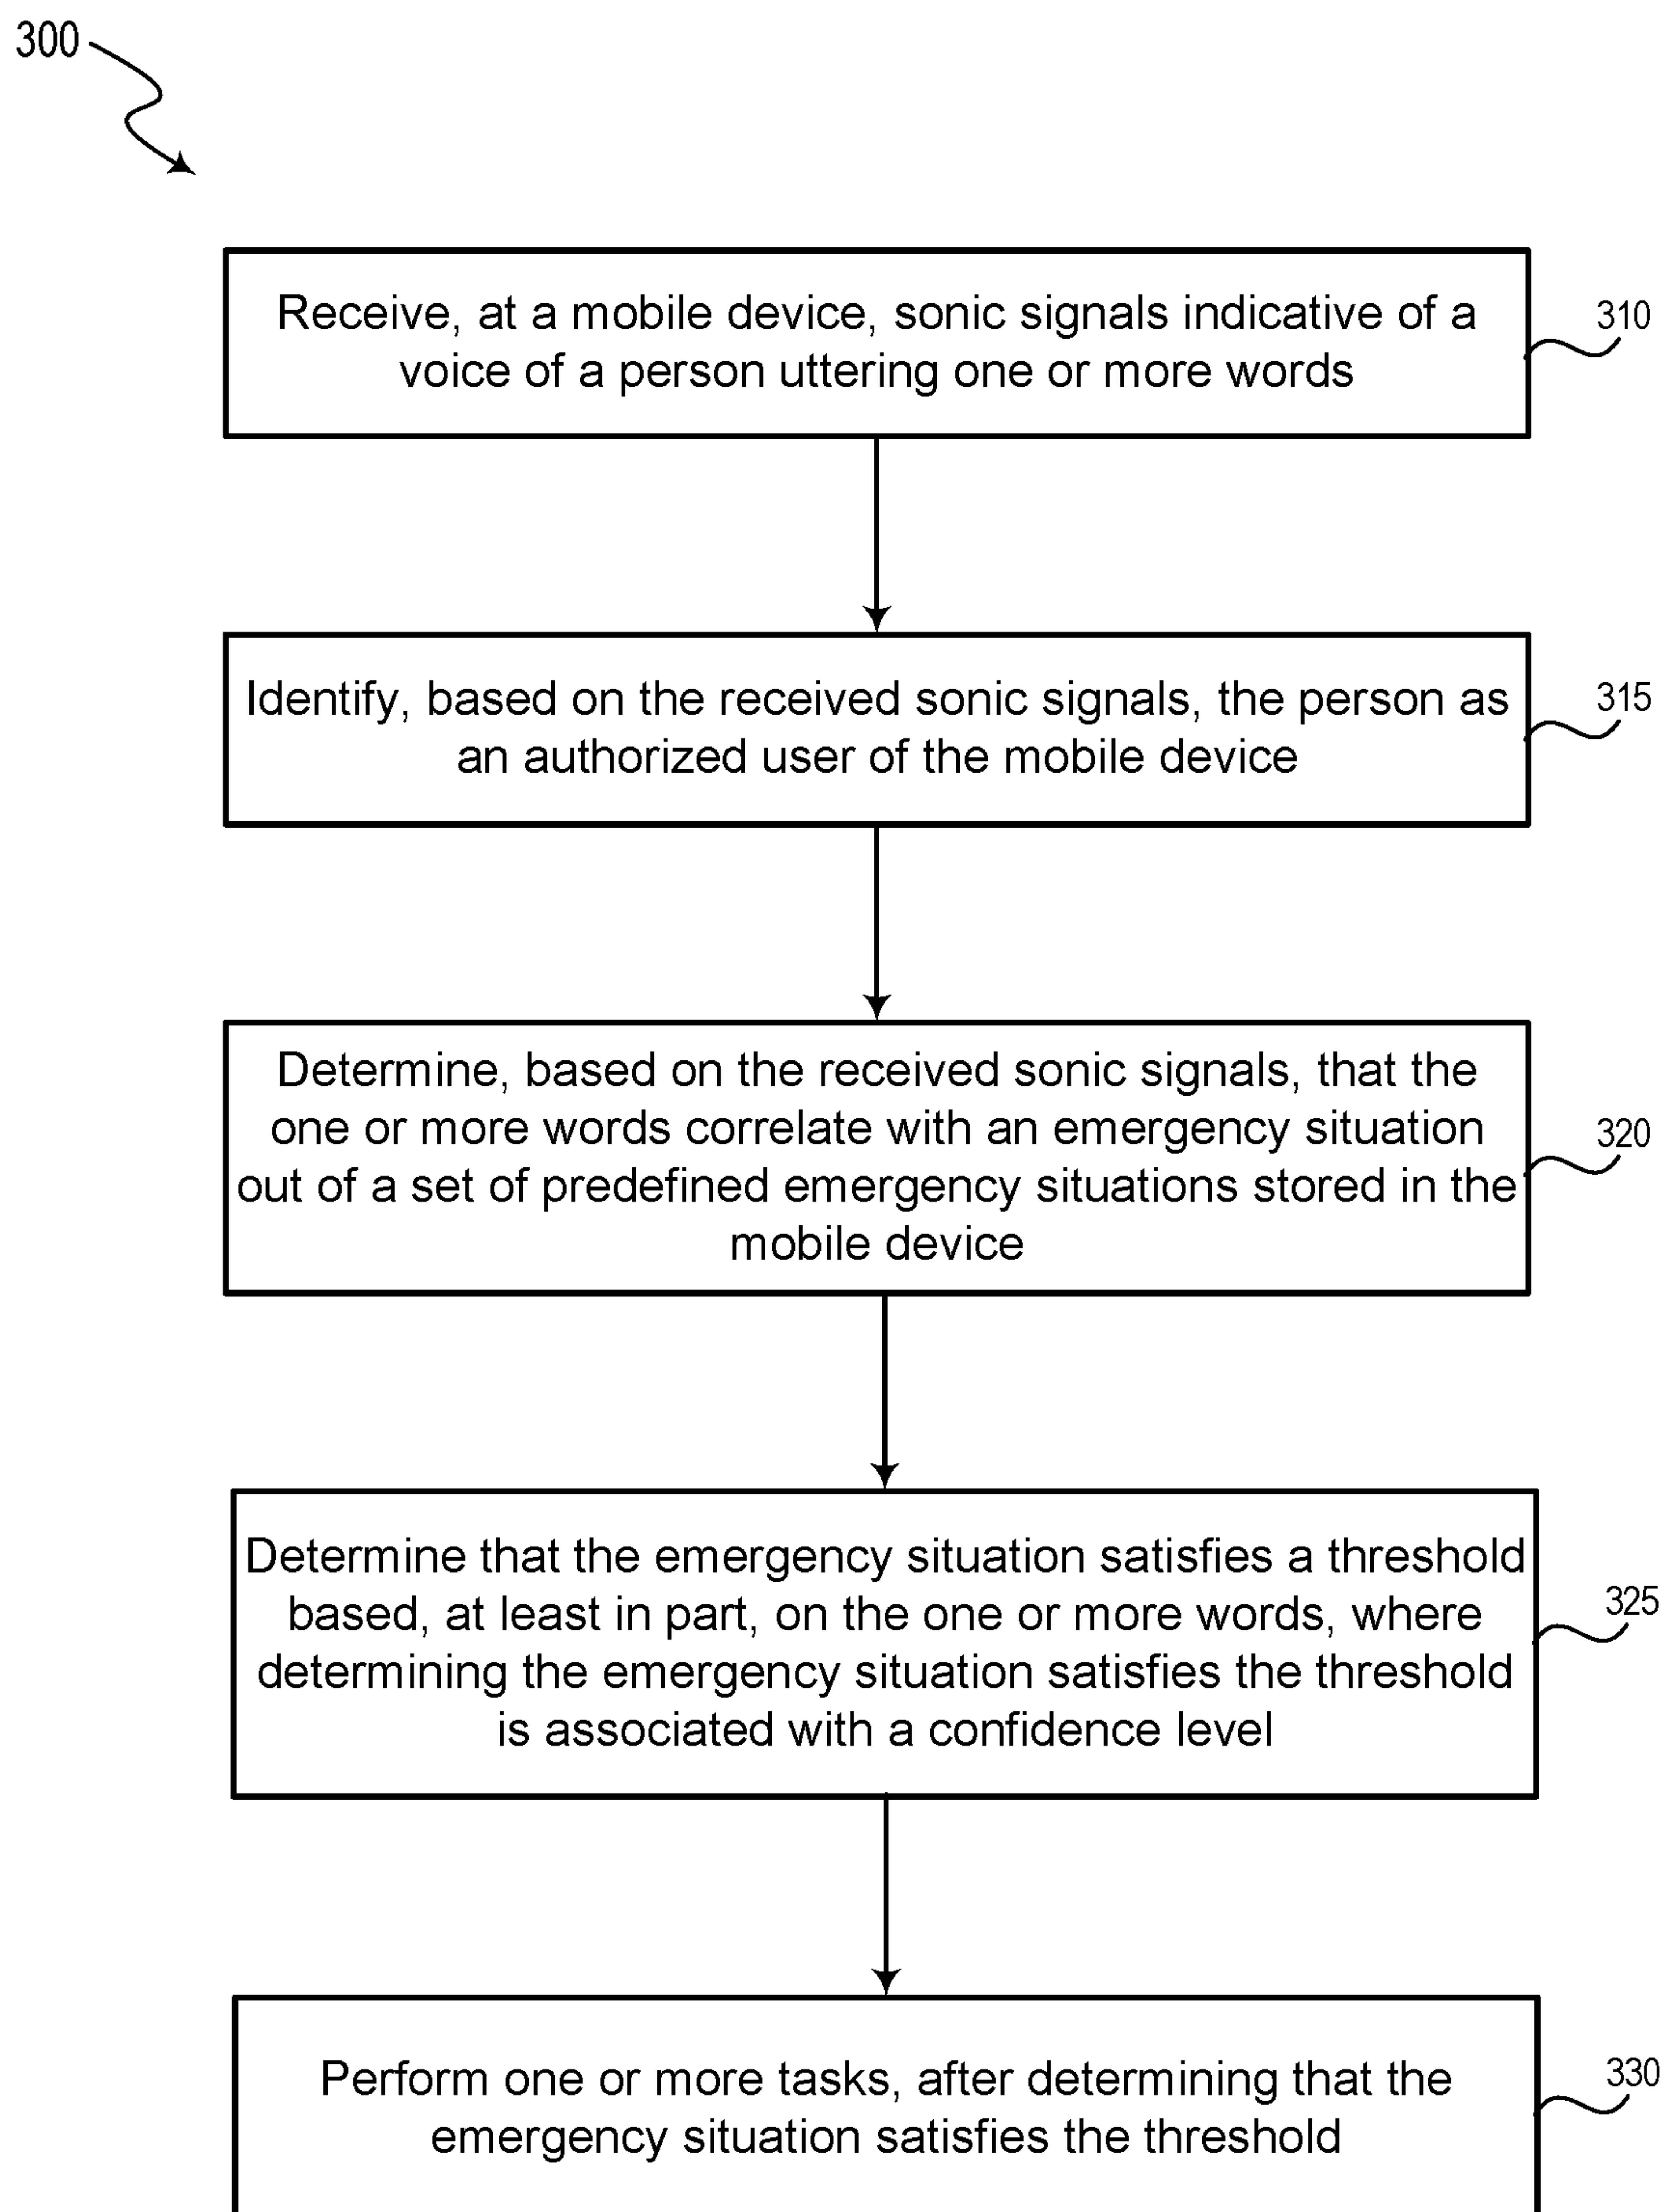 300
Receive, at a mobile device, sonic signals indicative of a
voice of a person uttering one or more words
310
Identify, based on the received sonic signals, the person as
an authorized user of the mobile device
315
Determine, based on the received sonic signals, that the
one or more words correlate with an emergency situation
out of a set of predefined emergency situations stored in the
mobile device
320
Determine that the emergency situation satisfies a threshold
based, at least in part, on the one or more words, where
determining the emergency situation satisfies the threshold
is associated with a confidence level
325
Perform one or more tasks, after determining that the
emergency situation satisfies the threshold
330